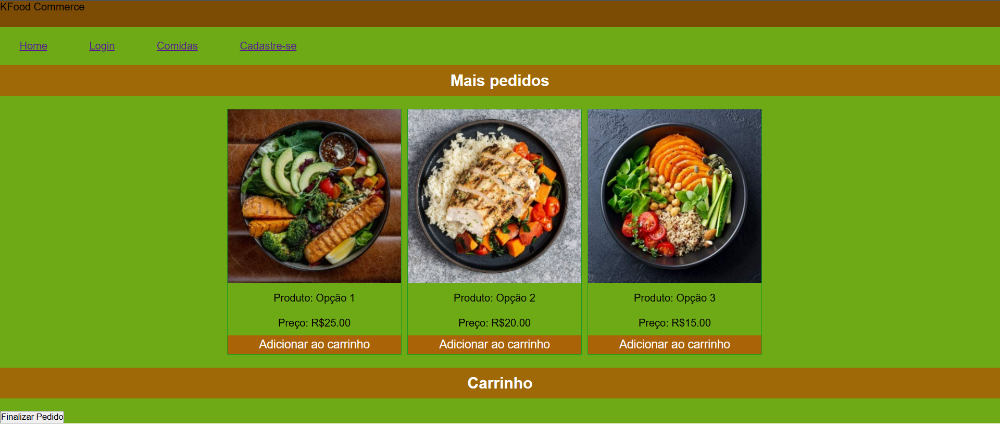 KFood Commerce
Home Login Comidas Cadastre-se
Mais pedidos
Produto: Opção 1
Preço: R$25.00
Adicionar ao carrinho
Produto: Opção 2
Preço: R$20.00
Adicionar ao carrinho
Produto: Opção 3
Preço: R$15.00
Adicionar ao carrinho
Carrinho
Finalizar Pedido